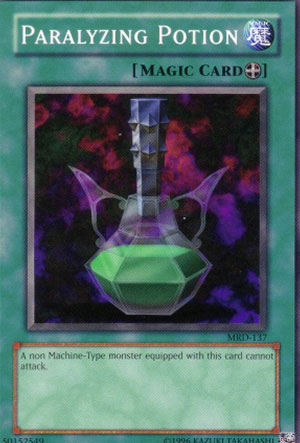 PARALYZING POTION
魔
[MAGIC CARD]
MRD-137
A non Machine-Type monster equipped with this card cannot
attack.
50152549
©1996 KAZUKI TAKAHASHI